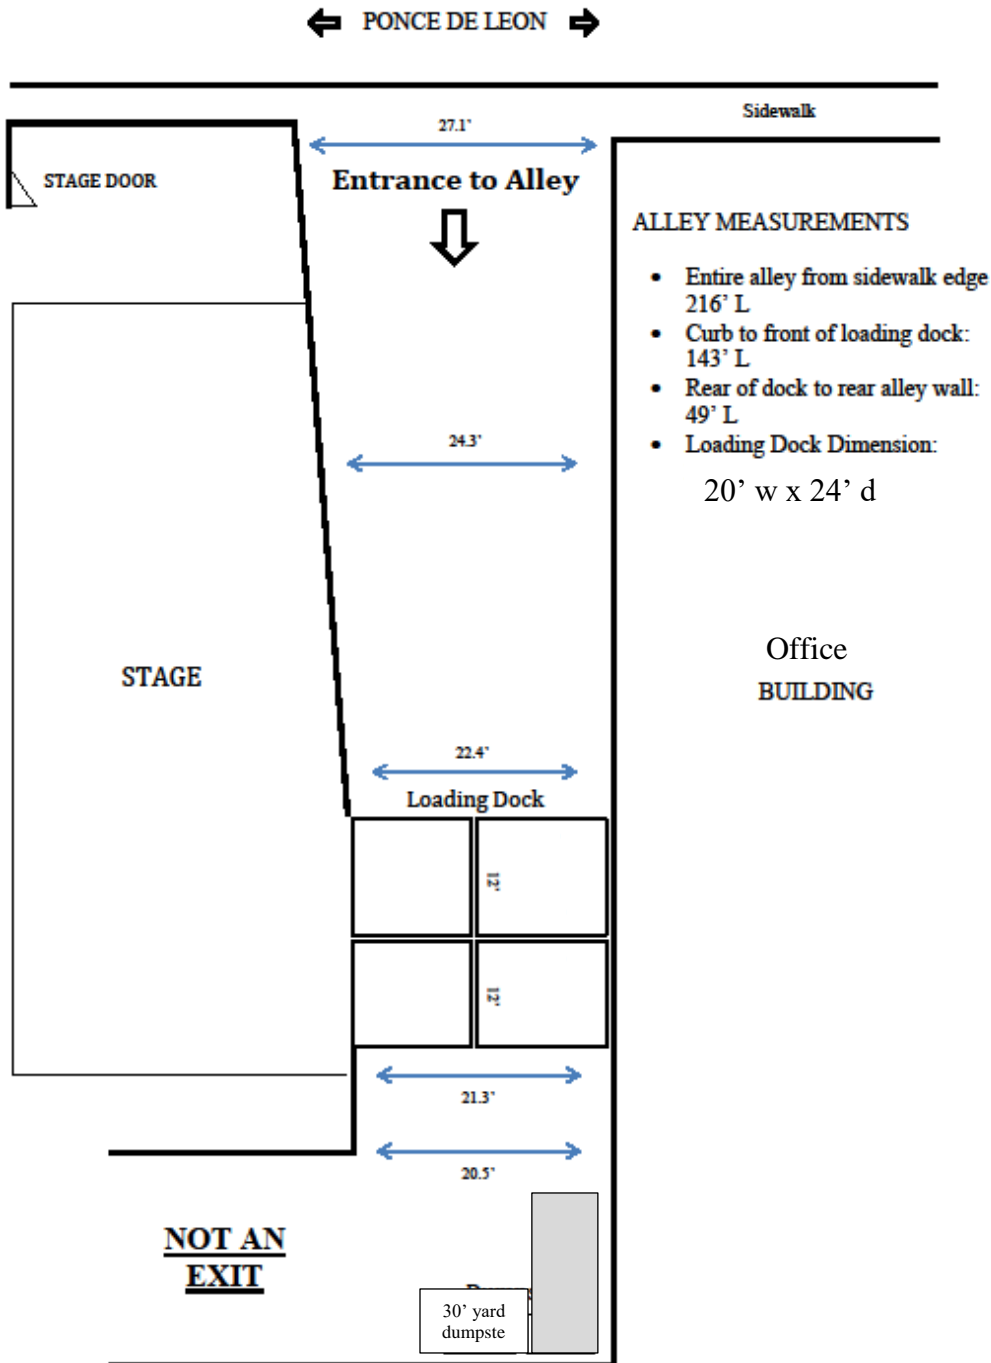 PONCE DE LEON
Sidewalk
27.1'
Entrance to Alley
STAGE DOOR
ALLEY MEASUREMENTS
• Entire alley from sidewalk edge
216’ L
• Curb to front of loading dock:
143’ L
• Rear of dock to rear alley wall:
49’ L
• Loading Dock Dimension:
20’ w x 24’ d
24.3'
STAGE
Office
BUILDING
22.4'
Loading Dock
12'
12'
21.3'
20.5'
NOT AN
EXIT
30’ yard
dumpste